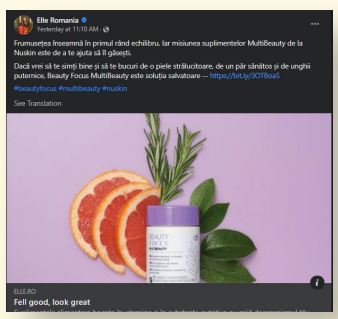 Elle Romania
Yesterday at 11:10 AM ·
Frumusețea înseamnă în primul rând echilibru. Iar misiunea suplimentelor MultiBeauty de la
Nuskin este de a te ajuta să îl găsești.
Dacă vrei să te simți bine și să te bucuri de o piele strălucitoare, de un păr sănătos și de unghii
puternice, Beauty Focus MultiBeauty este soluția salvatoare -- https://bit.ly/3OTBoaS
#beautyfocus #multibeauty #nuskin
See Translation
BEAUTY
FOCUS
MULTIBEAUTY
ELLE.RO
Fell good, look great